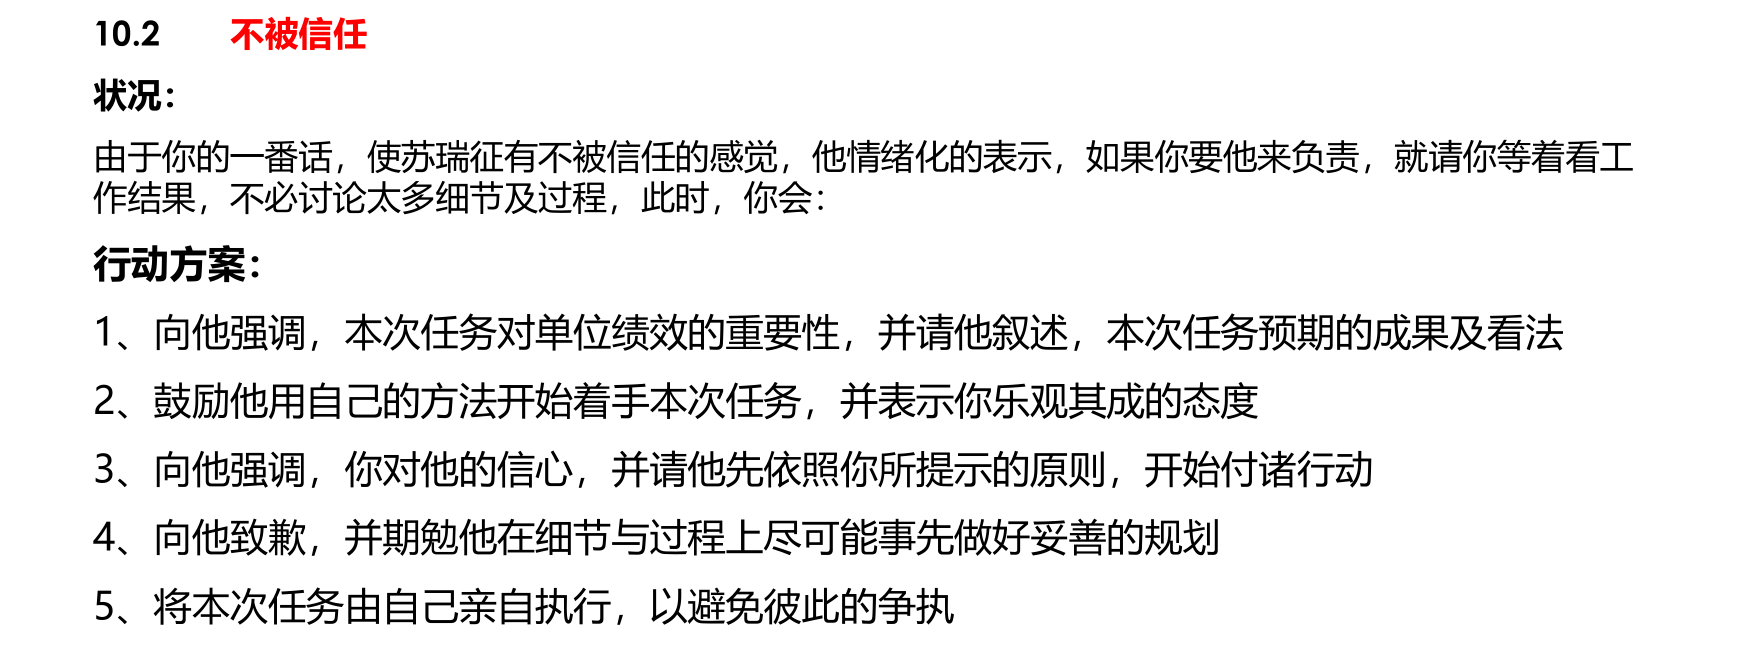 10.2 不被信任
状况：
由于你的一番话，使苏瑞征有不被信任的感觉，他情绪化的表示，如果你要他来负责，就请你等着看工
作结果，不必讨论太多细节及过程，此时，你会：
行动方案：
1、向他强调，本次任务对单位绩效的重要性，并请他叙述，本次任务预期的成果及看法
2、鼓励他用自己的方法开始着手本次任务，并表示你乐观其成的态度
3、向他强调，你对他的信心，并请他先依照你所提示的原则，开始付诸行动
4、向他致歉，并期勉他在细节与过程上尽可能事先做好妥善的规划
5、将本次任务由自己亲自执行，以避免彼此的争执